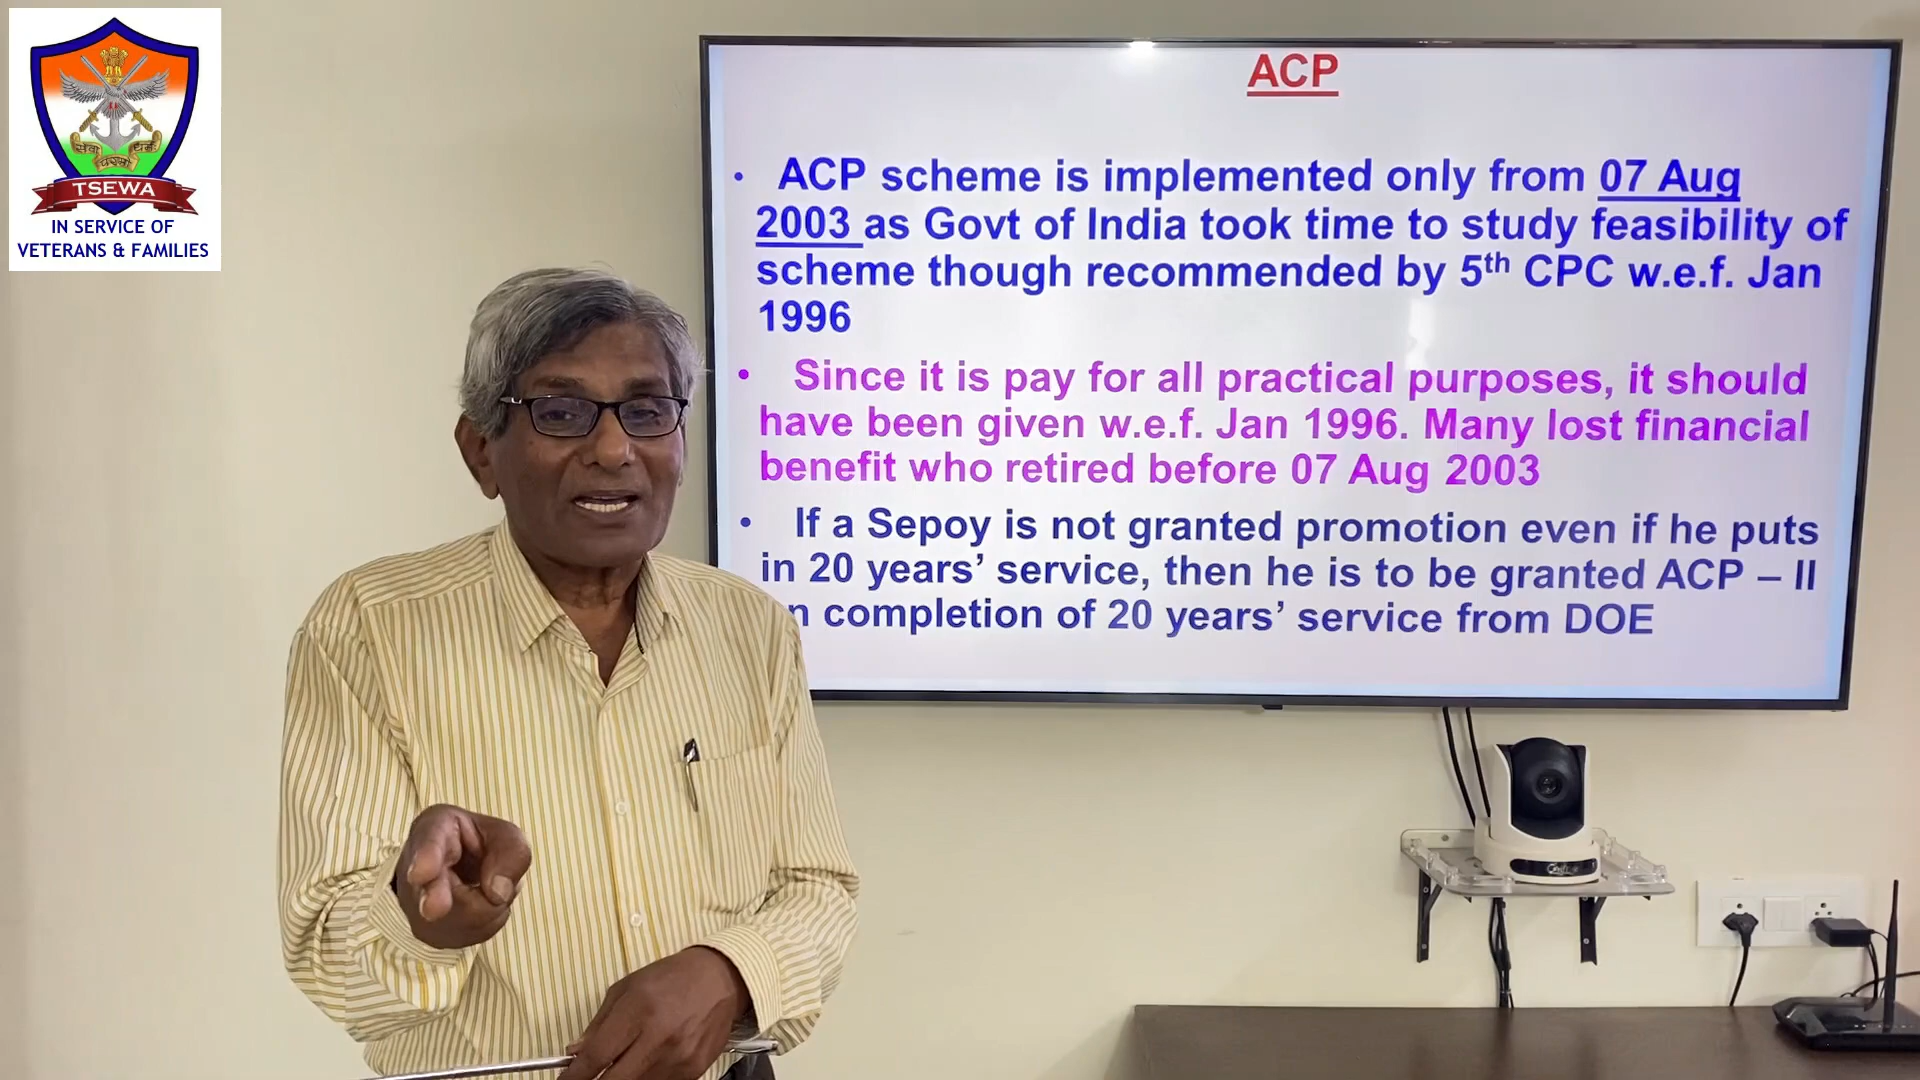 सेवा
परमो
धर्मः
TSEWA
IN SERVICE OF
VETERANS & FAMILIES
ACP
• ACP scheme is implemented only from 07 Aug
2003 as Govt of India took time to study feasibility of
scheme though recommended by 5th CPC w.e.f. Jan
1996
• Since it is pay for all practical purposes, it should
have been given w.e.f. Jan 1996. Many lost financial
benefit who retired before 07 Aug 2003
• If a Sepoy is not granted promotion even if he puts
in 20 years’ service, then he is to be granted ACP – II
n completion of 20 years’ service from DOE